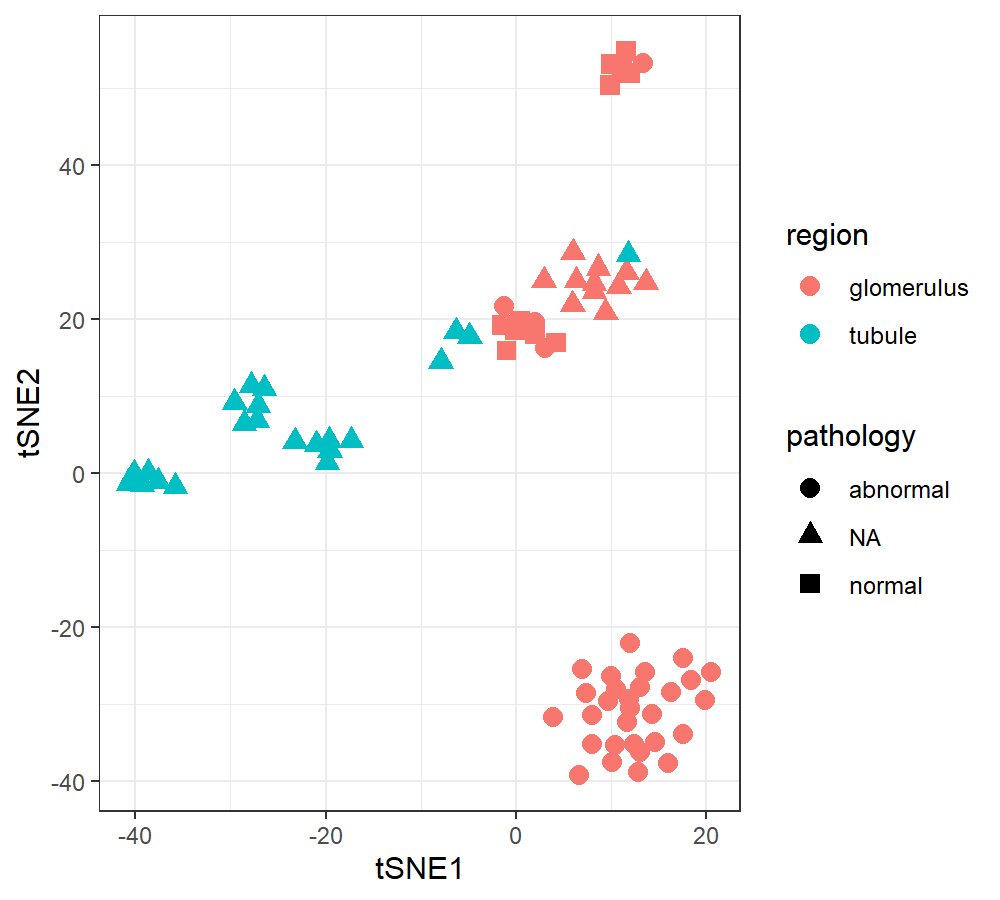 40
20
0
-20
-40
-40
-20
0
20
tSNE1
tSNE2
region
glomerulus
tubule
pathology
abnormal
NA
normal